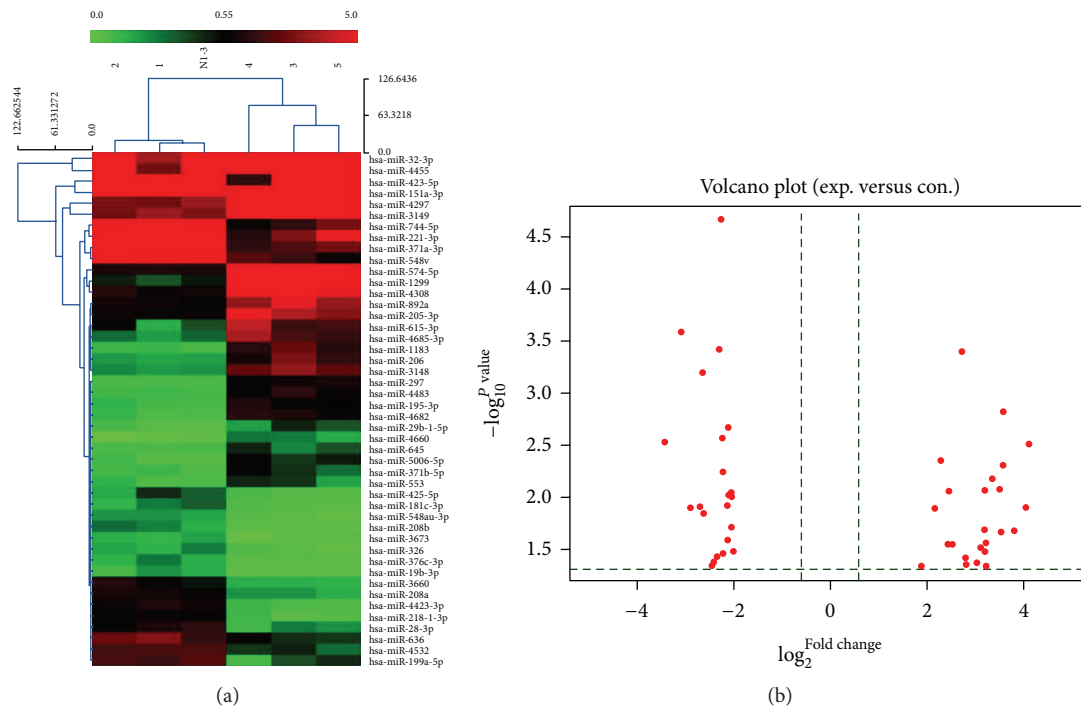 0.0 0.55 5.0
2 1 N1-3 4 3 5
122.662544 61.331272 0.0
126.6436
63.3218
0.0
hsa-miR-32-3p
hsa-miR-4455
hsa-miR-423-5p
hsa-miR-151a-3p
hsa-miR-4297
hsa-miR-3149
hsa-miR-744-5p
hsa-miR-221-3p
hsa-miR-371a-3p
hsa-miR-548v
hsa-miR-574-5p
hsa-miR-1299
hsa-miR-4308
hsa-miR-892a
hsa-miR-205-3p
hsa-miR-615-3p
hsa-miR-4685-3p
hsa-miR-1183
hsa-miR-206
hsa-miR-3148
hsa-miR-297
hsa-miR-4483
hsa-miR-195-3p
hsa-miR-4682
hsa-miR-29b-1-5p
hsa-miR-4660
hsa-miR-645
hsa-miR-5006-5p
hsa-miR-371b-5p
hsa-miR-553
hsa-miR-425-5p
hsa-miR-181c-3p
hsa-miR-548au-3p
hsa-miR-208b
hsa-miR-3673
hsa-miR-326
hsa-miR-376c-3p
hsa-miR-19b-3p
hsa-miR-3660
hsa-miR-208a
hsa-miR-4423-3p
hsa-miR-218-1-3p
hsa-miR-28-3p
hsa-miR-636
hsa-miR-4532
hsa-miR-199a-5p
(a)
Volcano plot (exp. versus con.)
−log10 P value
4.5
4.0
3.5
3.0
2.5
2.0
1.5
−4 −2 0 2 4
log2 Fold change
(b)